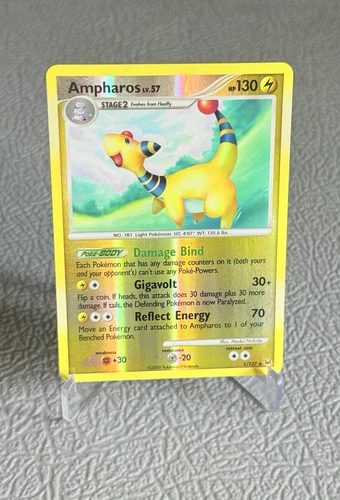 Ampharos LV.57 HP 130
STAGE 2 Evolves from Flaaffy
NO. 181 Light Pokémon HT: 4'07" WT: 135.6 lbs.
Poké-BODY Damage Bind
Each Pokémon that has any damage counters on it (both yours
and your opponent's) can't use any Poké-Powers.
Gigavolt 30+
Flip a coin. If heads, this attack does 30 damage plus 30 more
damage. If tails, the Defending Pokémon is now Paralyzed.
Reflect Energy 70
Move an Energy card attached to Ampharos to 1 of your
Benched Pokémon.
Illus. Atsuko Nishida
weakness resistance retreat cost
+30 -20
©2009 Pokémon/Nintendo
1/127